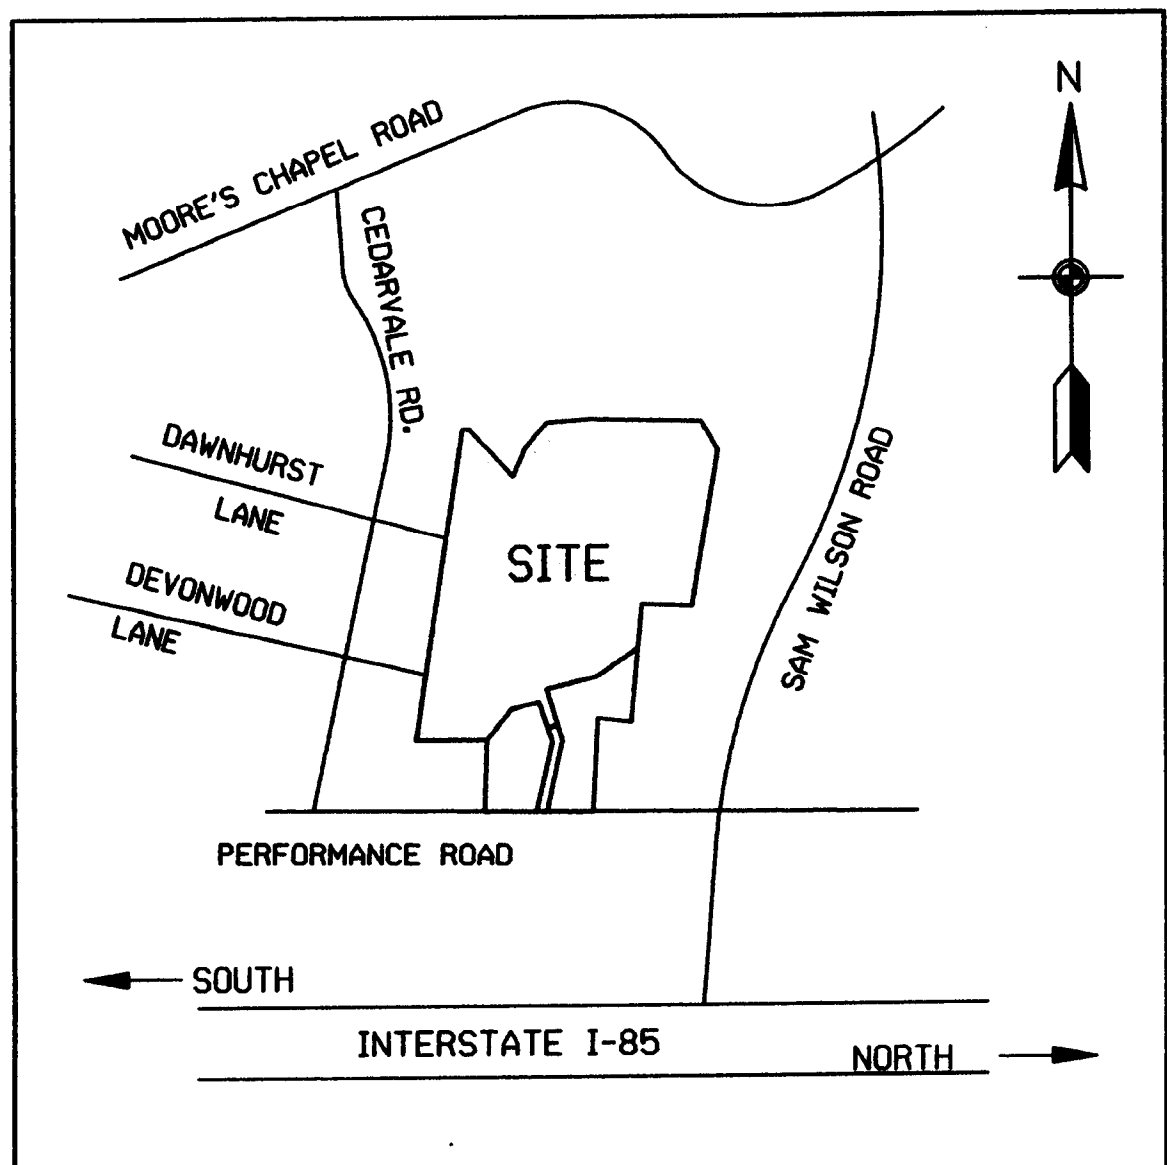 N
MOORE'S CHAPEL ROAD
CEDARVALE RD.
DAWNHURST
LANE
SITE
SAM WILSON ROAD
DEVONWOOD
LANE
PERFORMANCE ROAD
SOUTH
INTERSTATE I-85
NORTH